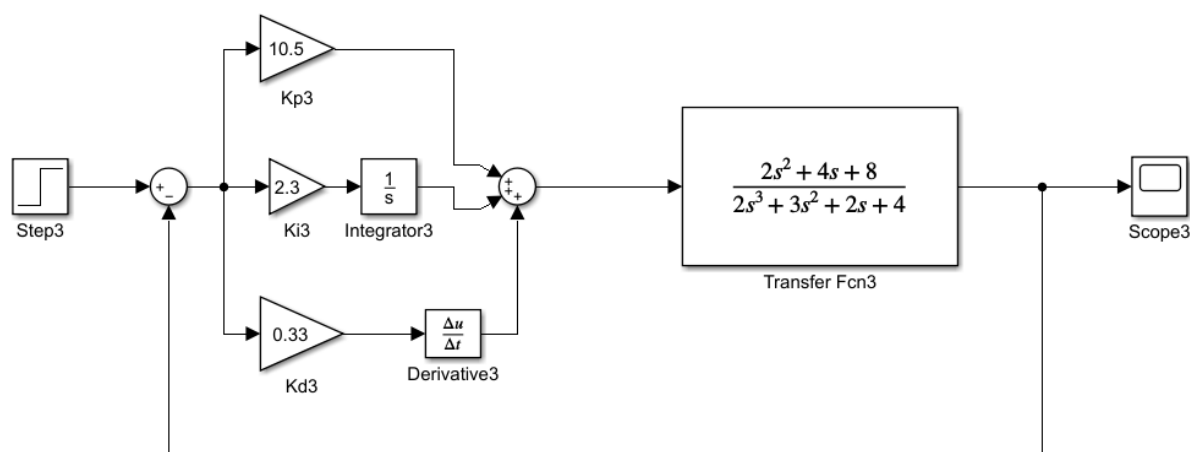 10.5
Kp3
+
−
2.3
1
s
+
+
+
2s² + 4s + 8
2s³ + 3s² + 2s + 4
Step3
Ki3
Integrator3
Scope3
Transfer Fcn3
0.33
Δu
Δt
Derivative3
Kd3